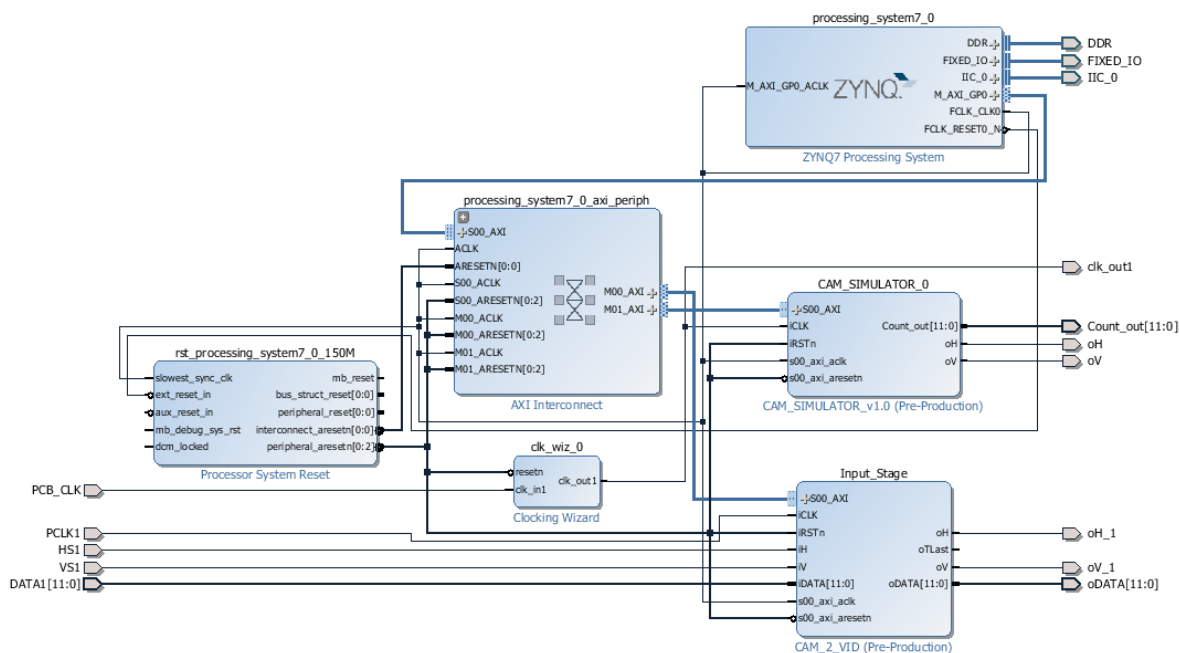 processing_system7_0
DDR
FIXED_IO
IIC_0
M_AXI_GP0
FCLK_CLK0
FCLK_RESET0_N
M_AXI_GP0_ACLK
ZYNQ
ZYNQ7 Processing System
DDR
FIXED_IO
IIC_0
processing_system7_0_axi_periph
S00_AXI
ACLK
ARESETN[0:0]
S00_ACLK
S00_ARESETN[0:2]
M00_ACLK
M00_ARESETN[0:2]
M01_ACLK
M01_ARESETN[0:2]
M00_AXI
M01_AXI
AXI Interconnect
clk_out1
CAM_SIMULATOR_0
S00_AXI
iCLK
iRSTn
s00_axi_aclk
s00_axi_aresetn
Count_out[11:0]
oH
oV
CAM_SIMULATOR_v1.0 (Pre-Production)
Count_out[11:0]
oH
oV
rst_processing_system7_0_150M
slowest_sync_clk
ext_reset_in
aux_reset_in
mb_debug_sys_rst
dcm_locked
mb_reset
bus_struct_reset[0:0]
peripheral_reset[0:0]
interconnect_aresetn[0:0]
peripheral_aresetn[0:2]
Processor System Reset
clk_wiz_0
resetn
clk_in1
clk_out1
Clocking Wizard
PCB_CLK
PCLK1
HS1
VS1
DATA1[11:0]
Input_Stage
S00_AXI
iCLK
iRSTn
iH
iV
iDATA[11:0]
s00_axi_aclk
s00_axi_aresetn
oH
oTLast
oV
oDATA[11:0]
CAM_2_VID (Pre-Production)
oH_1
oV_1
oDATA[11:0]